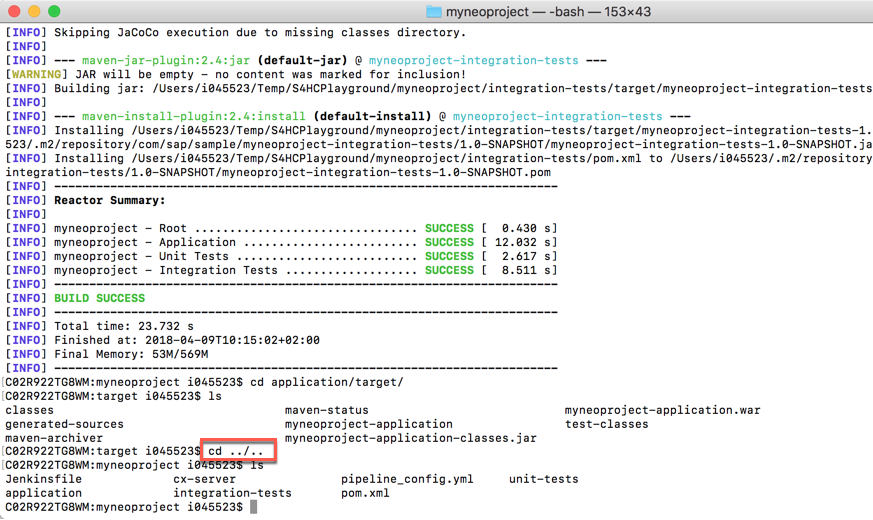 myneoproject — -bash — 153×43
[INFO] Skipping JaCoCo execution due to missing classes directory.
[INFO]
[INFO] --- maven-jar-plugin:2.4:jar (default-jar) @ myneoproject-integration-tests ---
[WARNING] JAR will be empty - no content was marked for inclusion!
[INFO] Building jar: /Users/i045523/Temp/S4HCPlayground/myneoproject/integration-tests/target/myneoproject-integration-tests
[INFO]
[INFO] --- maven-install-plugin:2.4:install (default-install) @ myneoproject-integration-tests ---
[INFO] Installing /Users/i045523/Temp/S4HCPlayground/myneoproject/integration-tests/target/myneoproject-integration-tests-1.
523/.m2/repository/com/sap/sample/myneoproject-integration-tests/1.0-SNAPSHOT/myneoproject-integration-tests-1.0-SNAPSHOT.ja
[INFO] Installing /Users/i045523/Temp/S4HCPlayground/myneoproject/integration-tests/pom.xml to /Users/i045523/.m2/repository
integration-tests/1.0-SNAPSHOT/myneoproject-integration-tests-1.0-SNAPSHOT.pom
[INFO] ------------------------------------------------------------------------
[INFO] Reactor Summary:
[INFO]
[INFO] myneoproject - Root ................................ SUCCESS [  0.430 s]
[INFO] myneoproject - Application ......................... SUCCESS [ 12.032 s]
[INFO] myneoproject - Unit Tests .......................... SUCCESS [  2.617 s]
[INFO] myneoproject - Integration Tests ................... SUCCESS [  8.511 s]
[INFO] ------------------------------------------------------------------------
[INFO] BUILD SUCCESS
[INFO] ------------------------------------------------------------------------
[INFO] Total time: 23.732 s
[INFO] Finished at: 2018-04-09T10:15:02+02:00
[INFO] Final Memory: 53M/569M
[INFO] ------------------------------------------------------------------------
[C02R922TG8WM:myneoproject i045523$ cd application/target/
[C02R922TG8WM:target i045523$ ls
classes maven-status myneoproject-application.war
generated-sources myneoproject-application test-classes
maven-archiver myneoproject-application-classes.jar
[C02R922TG8WM:target i045523$ cd ../..
[C02R922TG8WM:myneoproject i045523$ ls
Jenkinsfile cx-server pipeline_config.yml unit-tests
application integration-tests pom.xml
C02R922TG8WM:myneoproject i045523$